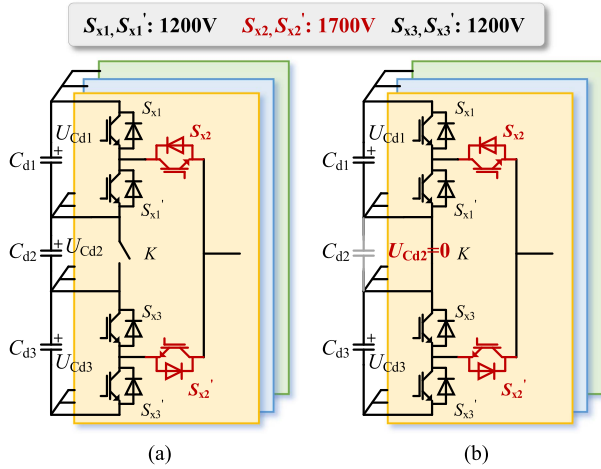 Sx1, Sx1': 1200V Sx2, Sx2': 1700V Sx3, Sx3': 1200V
Sx1
UCd1
Sx2
Cd1
Sx1'
Cd2
UCd2
K
Sx3
Cd3
UCd3
Sx2'
Sx3'
(a)
Sx1
UCd1
Sx2
Cd1
Sx1'
Cd2
UCd2=0
K
Sx3
Cd3
UCd3
Sx2'
Sx3'
(b)